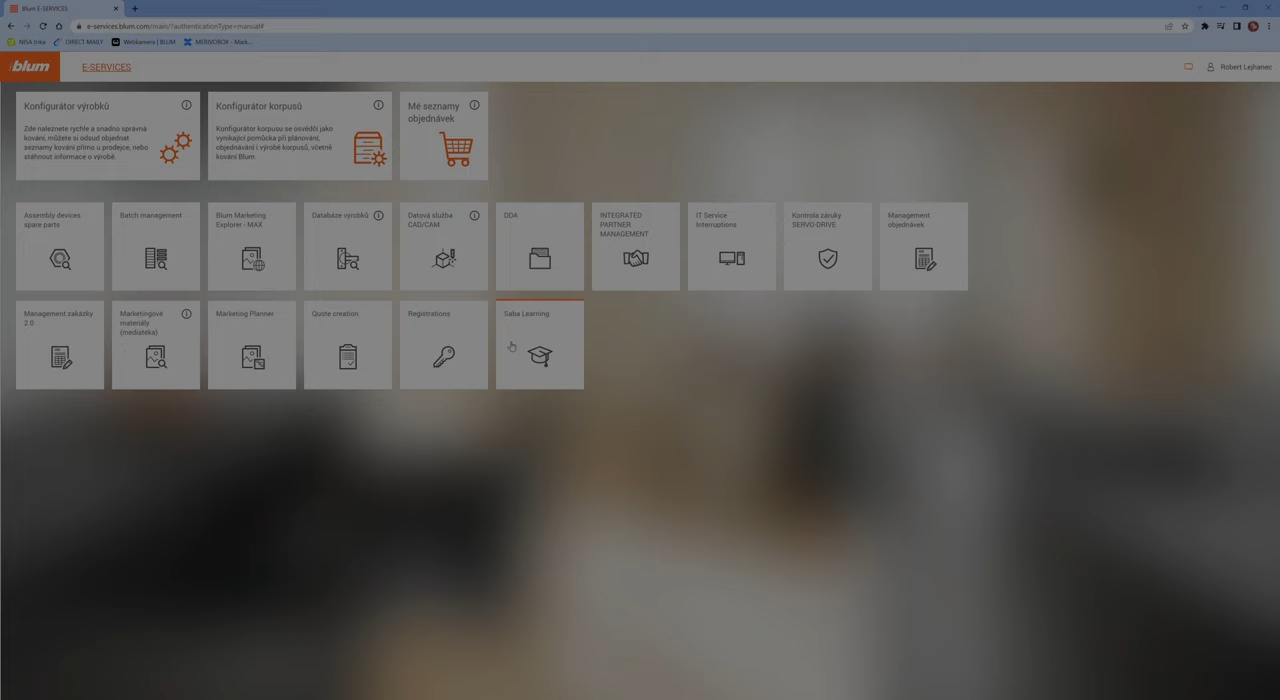 Blum E-SERVICES
e-services.blum.com/main/?authenticationType=manual#
NISA trika
DIRECT MAILY
Webkamera | BLUM
MERIVOBOX - Mark...
blum
E-SERVICES
Robert Lejhanec
Konfigurátor výrobků
Zde naleznete rychle a snadno správná
kování, můžete si odsud objednat
seznamy kování přímo u prodejce, nebo
stáhnout informace o výrobě.
Konfigurátor korpusů
Konfigurátor korpusu se osvědčí jako
vynikající pomůcka při plánování,
objednávání i výrobě korpusů, včetně
kování Blum.
Mé seznamy
objednávek
Assembly devices
spare parts
Batch management
Blum Marketing
Explorer - MAX
Databáze výrobků
Datová služba
CAD/CAM
DDA
INTEGRATED
PARTNER
MANAGEMENT
IT Service
Interruptions
Kontrola záruky
SERVO-DRIVE
Management
objednávek
Management zakázky
2.0
Marketingové
materiály
(mediatéka)
Marketing Planner
Quote creation
Registrations
Saba Learning